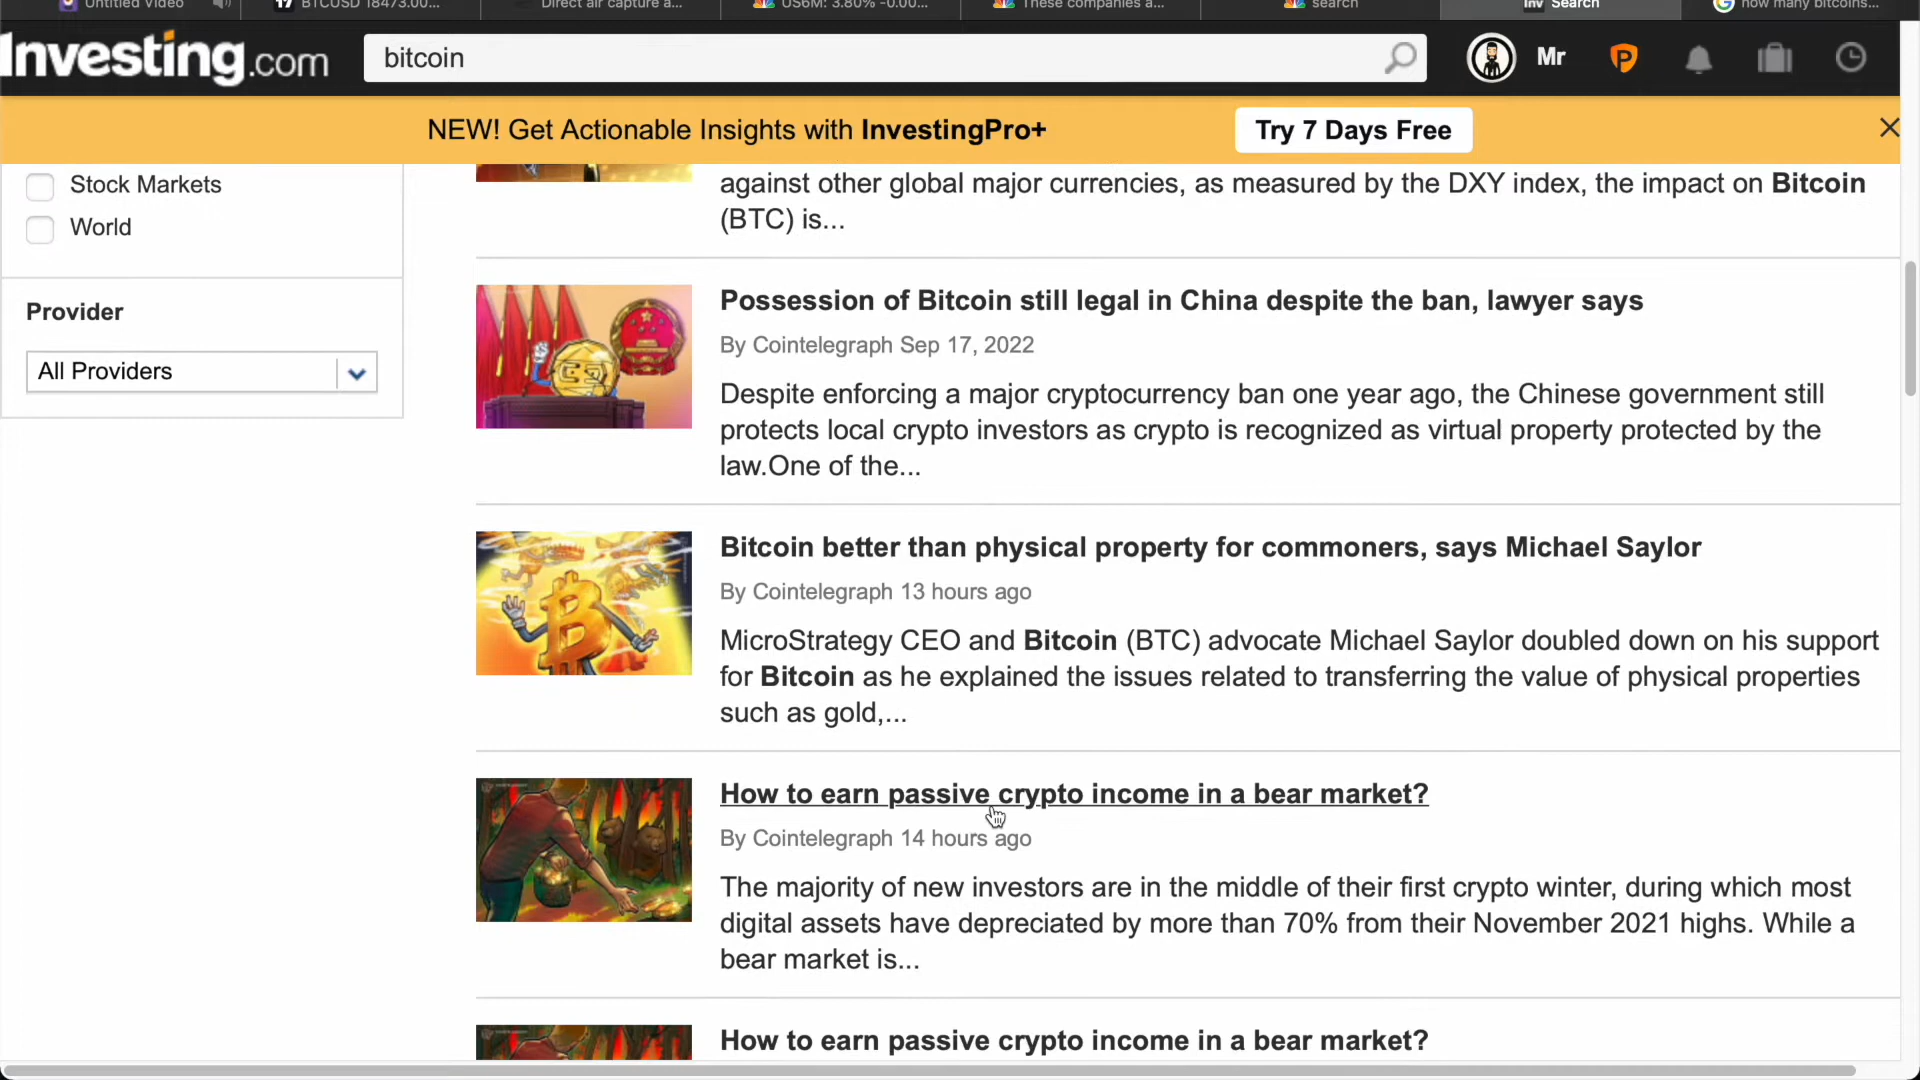 Untitled Video
BTCUSD 18473.00...
Direct air capture a...
US6M: 3.80% -0.00...
These companies a...
search
Inv Search
how many bitcoins...
Investing.com
bitcoin
Mr
P
NEW! Get Actionable Insights with InvestingPro+
Try 7 Days Free
Stock Markets
World
Provider
All Providers
against other global major currencies, as measured by the DXY index, the impact on Bitcoin
(BTC) is...
Possession of Bitcoin still legal in China despite the ban, lawyer says
By Cointelegraph Sep 17, 2022
Despite enforcing a major cryptocurrency ban one year ago, the Chinese government still
protects local crypto investors as crypto is recognized as virtual property protected by the
law.One of the...
Bitcoin better than physical property for commoners, says Michael Saylor
By Cointelegraph 13 hours ago
MicroStrategy CEO and Bitcoin (BTC) advocate Michael Saylor doubled down on his support
for Bitcoin as he explained the issues related to transferring the value of physical properties
such as gold,...
How to earn passive crypto income in a bear market?
By Cointelegraph 14 hours ago
The majority of new investors are in the middle of their first crypto winter, during which most
digital assets have depreciated by more than 70% from their November 2021 highs. While a
bear market is...
How to earn passive crypto income in a bear market?